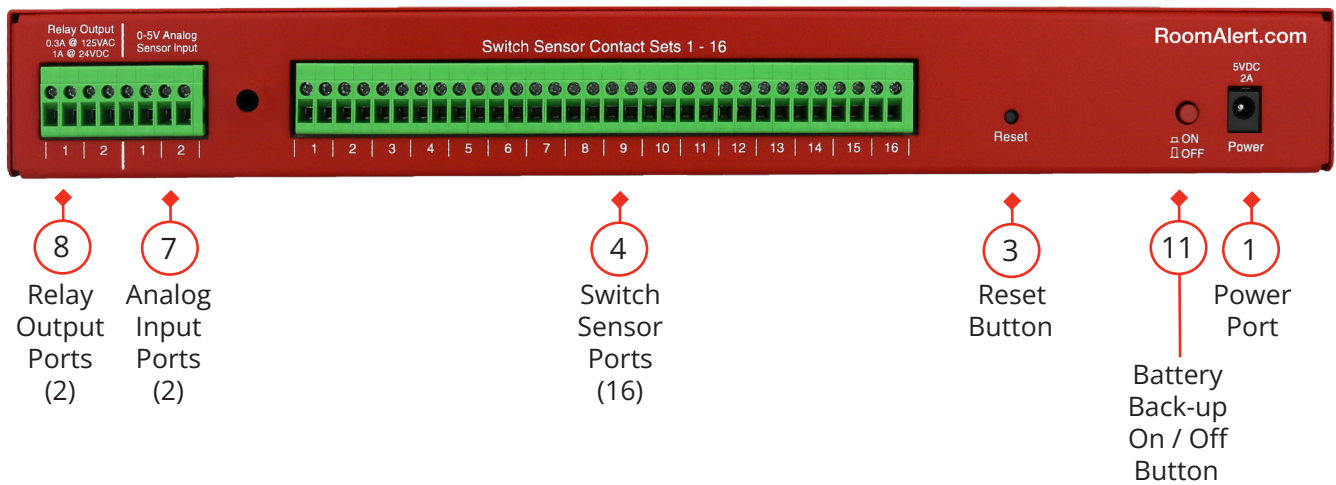 Relay Output
0.3A @ 125VAC
1A @ 24VDC
0-5V Analog
Sensor Input
Switch Sensor Contact Sets 1 - 16
RoomAlert.com
5VDC
2A
Reset
ON
OFF
Power
1 2 1 2
1 2 3 4 5 6 7 8 9 10 11 12 13 14 15 16
8
Relay
Output
Ports
(2)
7
Analog
Input
Ports
(2)
4
Switch
Sensor
Ports
(16)
3
Reset
Button
11
Battery
Back-up
On / Off
Button
1
Power
Port